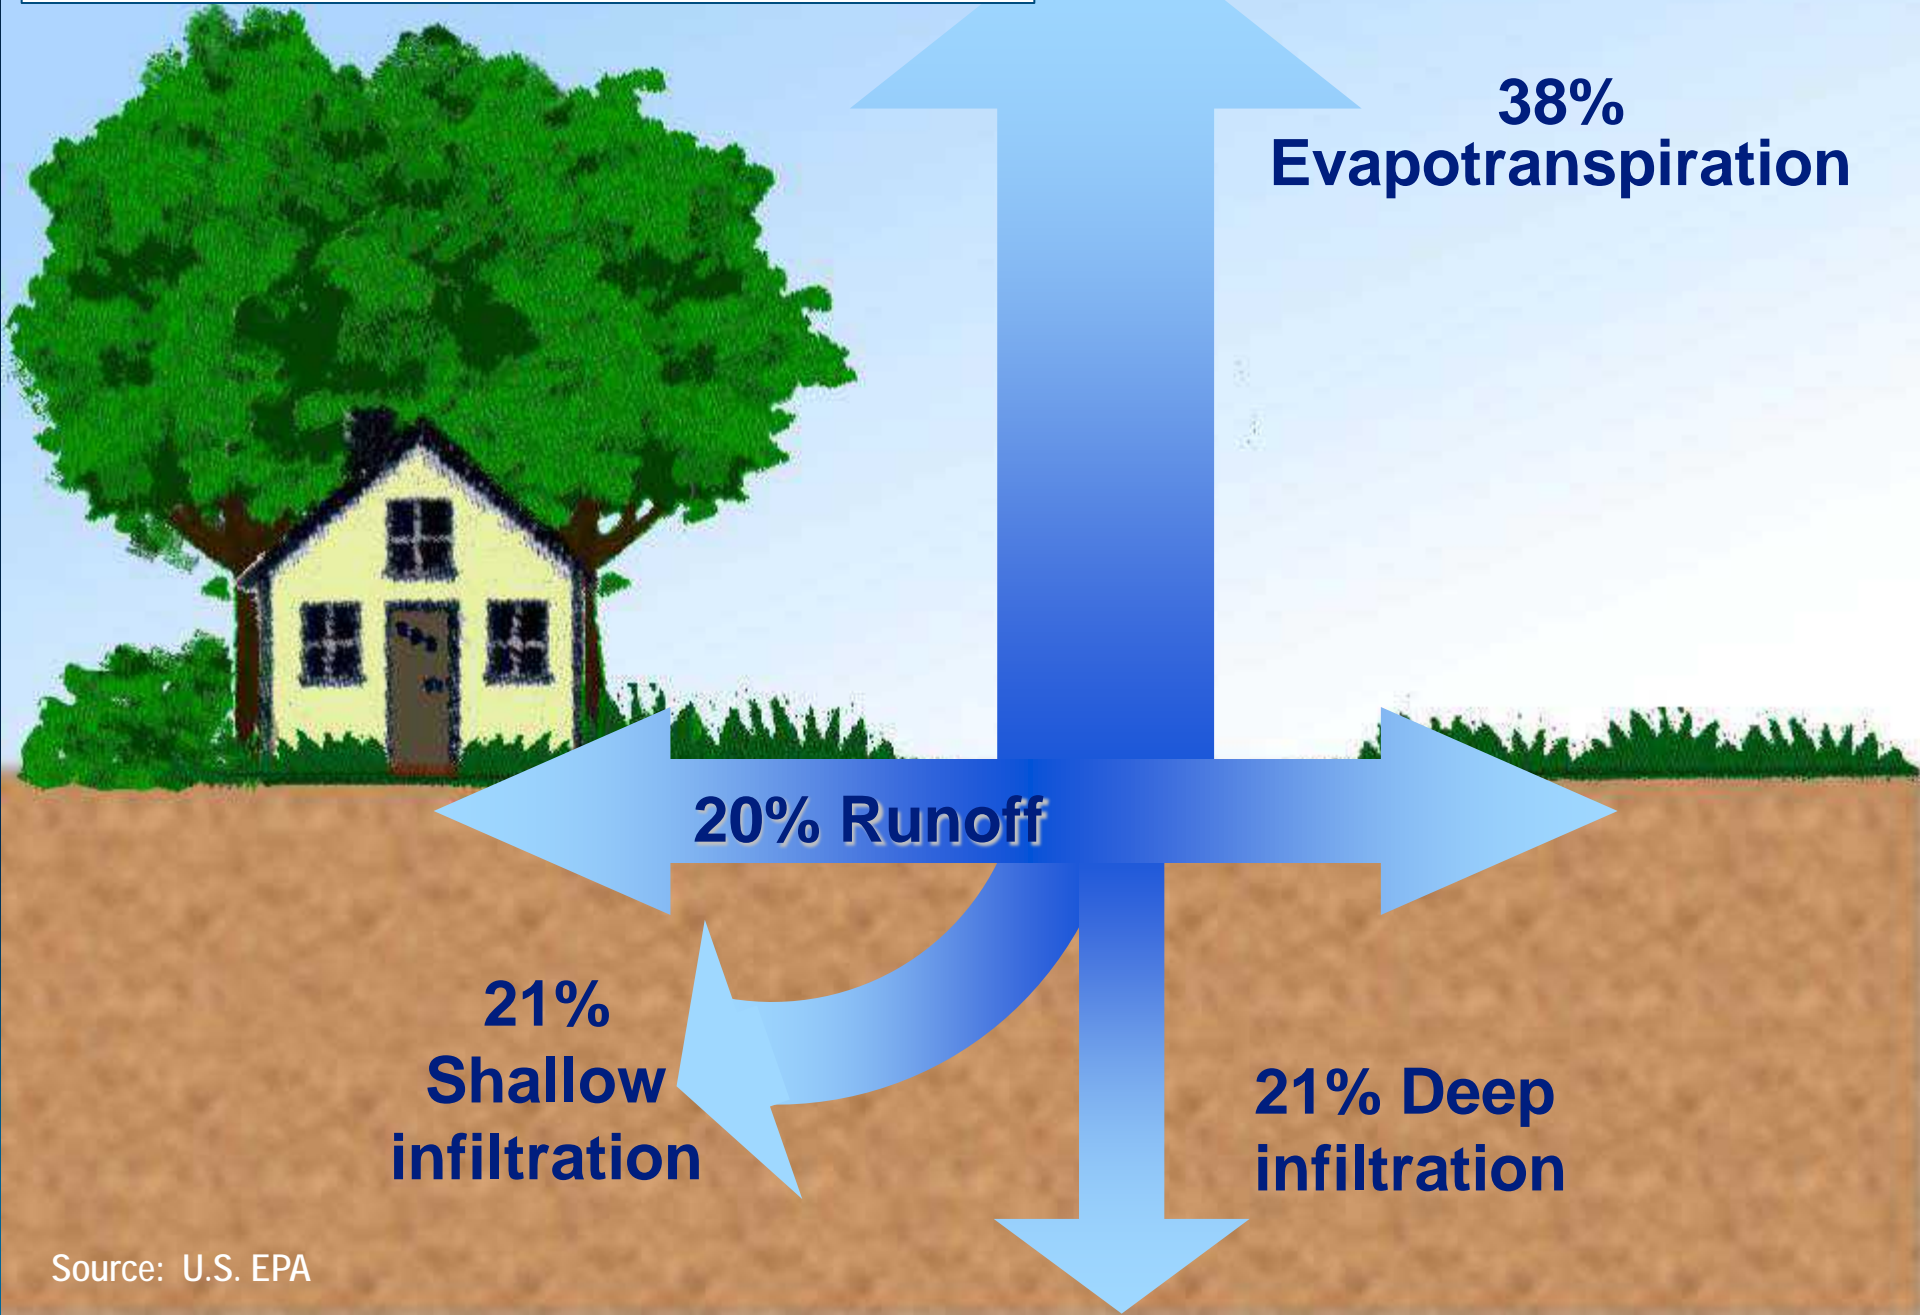 38%
Evapotranspiration
20% Runoff
21%
Shallow
infiltration
21% Deep
infiltration
Source: U.S. EPA